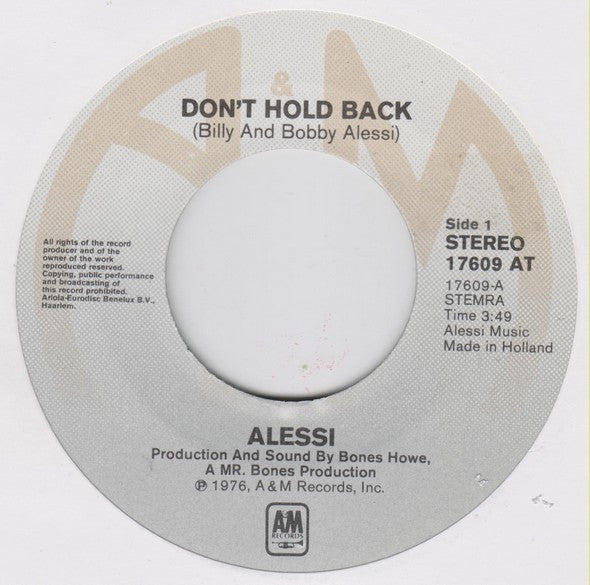 A&M
DON'T HOLD BACK
(Billy And Bobby Alessi)
All rights of the record
producer and of the
owner of the work
reproduced reserved.
Copying, public performance
and broadcasting of
this record prohibited.
Ariola-Eurodisc Benelux B.V.,
Haarlem.
Side 1
STEREO
17609 AT
17609-A
STEMRA
Time 3:49
Alessi Music
Made in Holland
ALESSI
Production And Sound By Bones Howe,
A MR. Bones Production
℗ 1976, A&M Records, Inc.
A&M
RECORDS